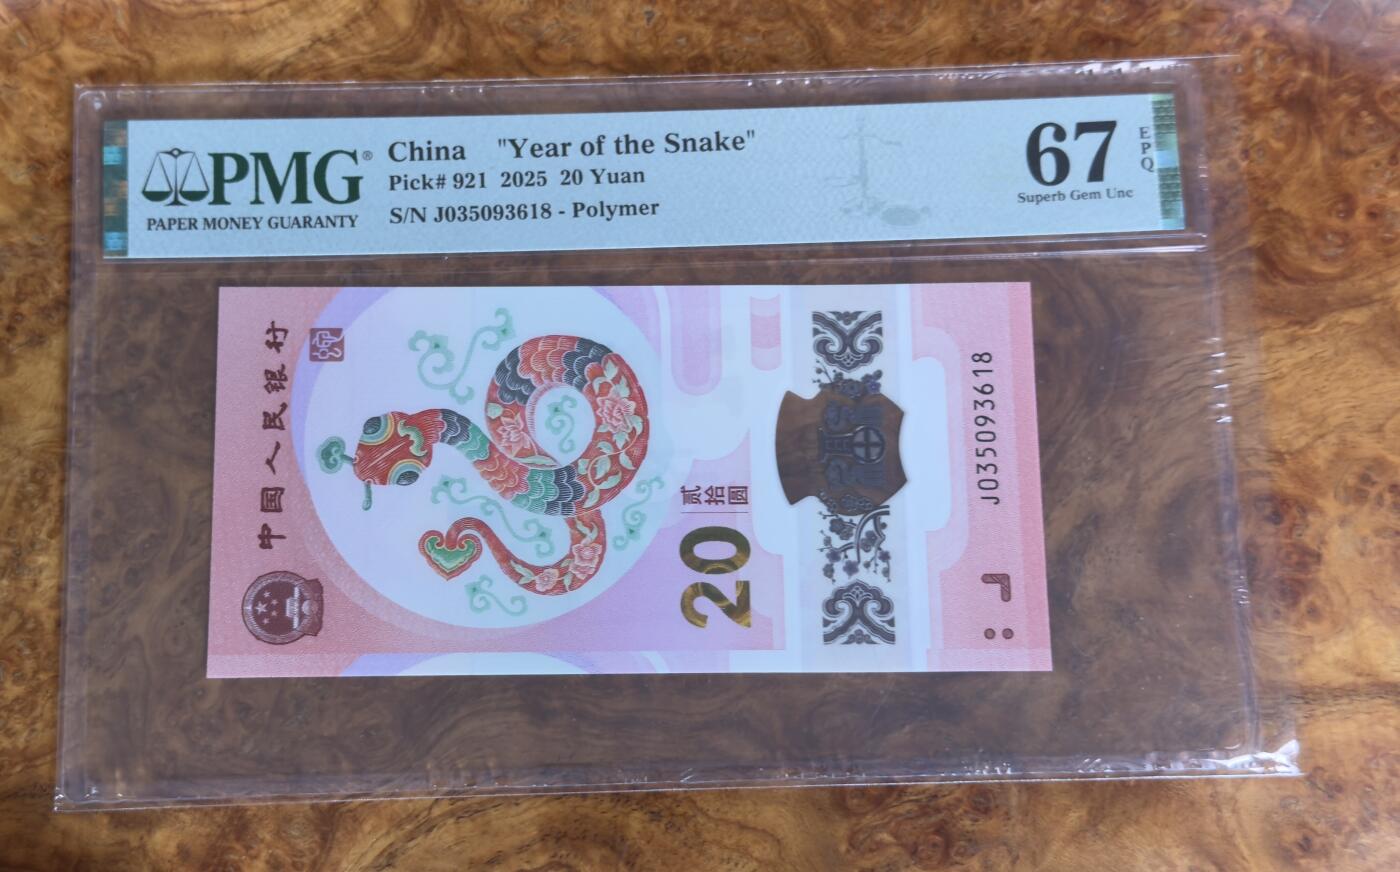 PMG®
PAPER MONEY GUARANTY
China "Year of the Snake"
Pick# 921 2025 20 Yuan
S/N J035093618 - Polymer
67
EPQ
Superb Gem Unc
中国人民银行
贰拾圆
20
J035093618